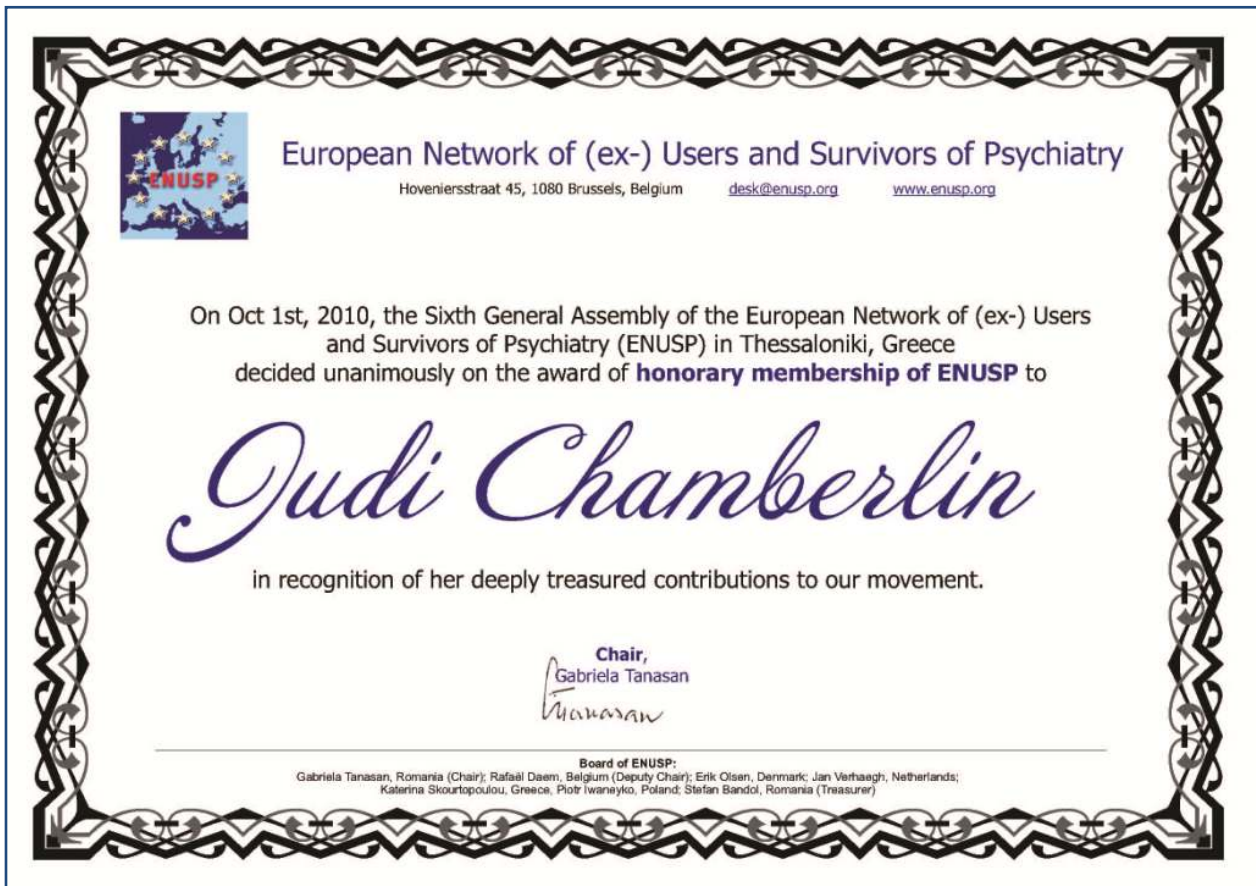 ENUSP
European Network of (ex-) Users and Survivors of Psychiatry
Hoveniersstraat 45, 1080 Brussels, Belgium desk@enusp.org www.enusp.org
On Oct 1st, 2010, the Sixth General Assembly of the European Network of (ex-) Users
and Survivors of Psychiatry (ENUSP) in Thessaloniki, Greece
decided unanimously on the award of honorary membership of ENUSP to
Judi Chamberlin
in recognition of her deeply treasured contributions to our movement.
Chair,
Gabriela Tanasan
Tanasan
Board of ENUSP:
Gabriela Tanasan, Romania (Chair); Rafaël Daem, Belgium (Deputy Chair); Erik Olsen, Denmark; Jan Verhaegh, Netherlands;
Katerina Skourtopoulou, Greece, Piotr Iwaneyko, Poland; Stefan Bandol, Romania (Treasurer)